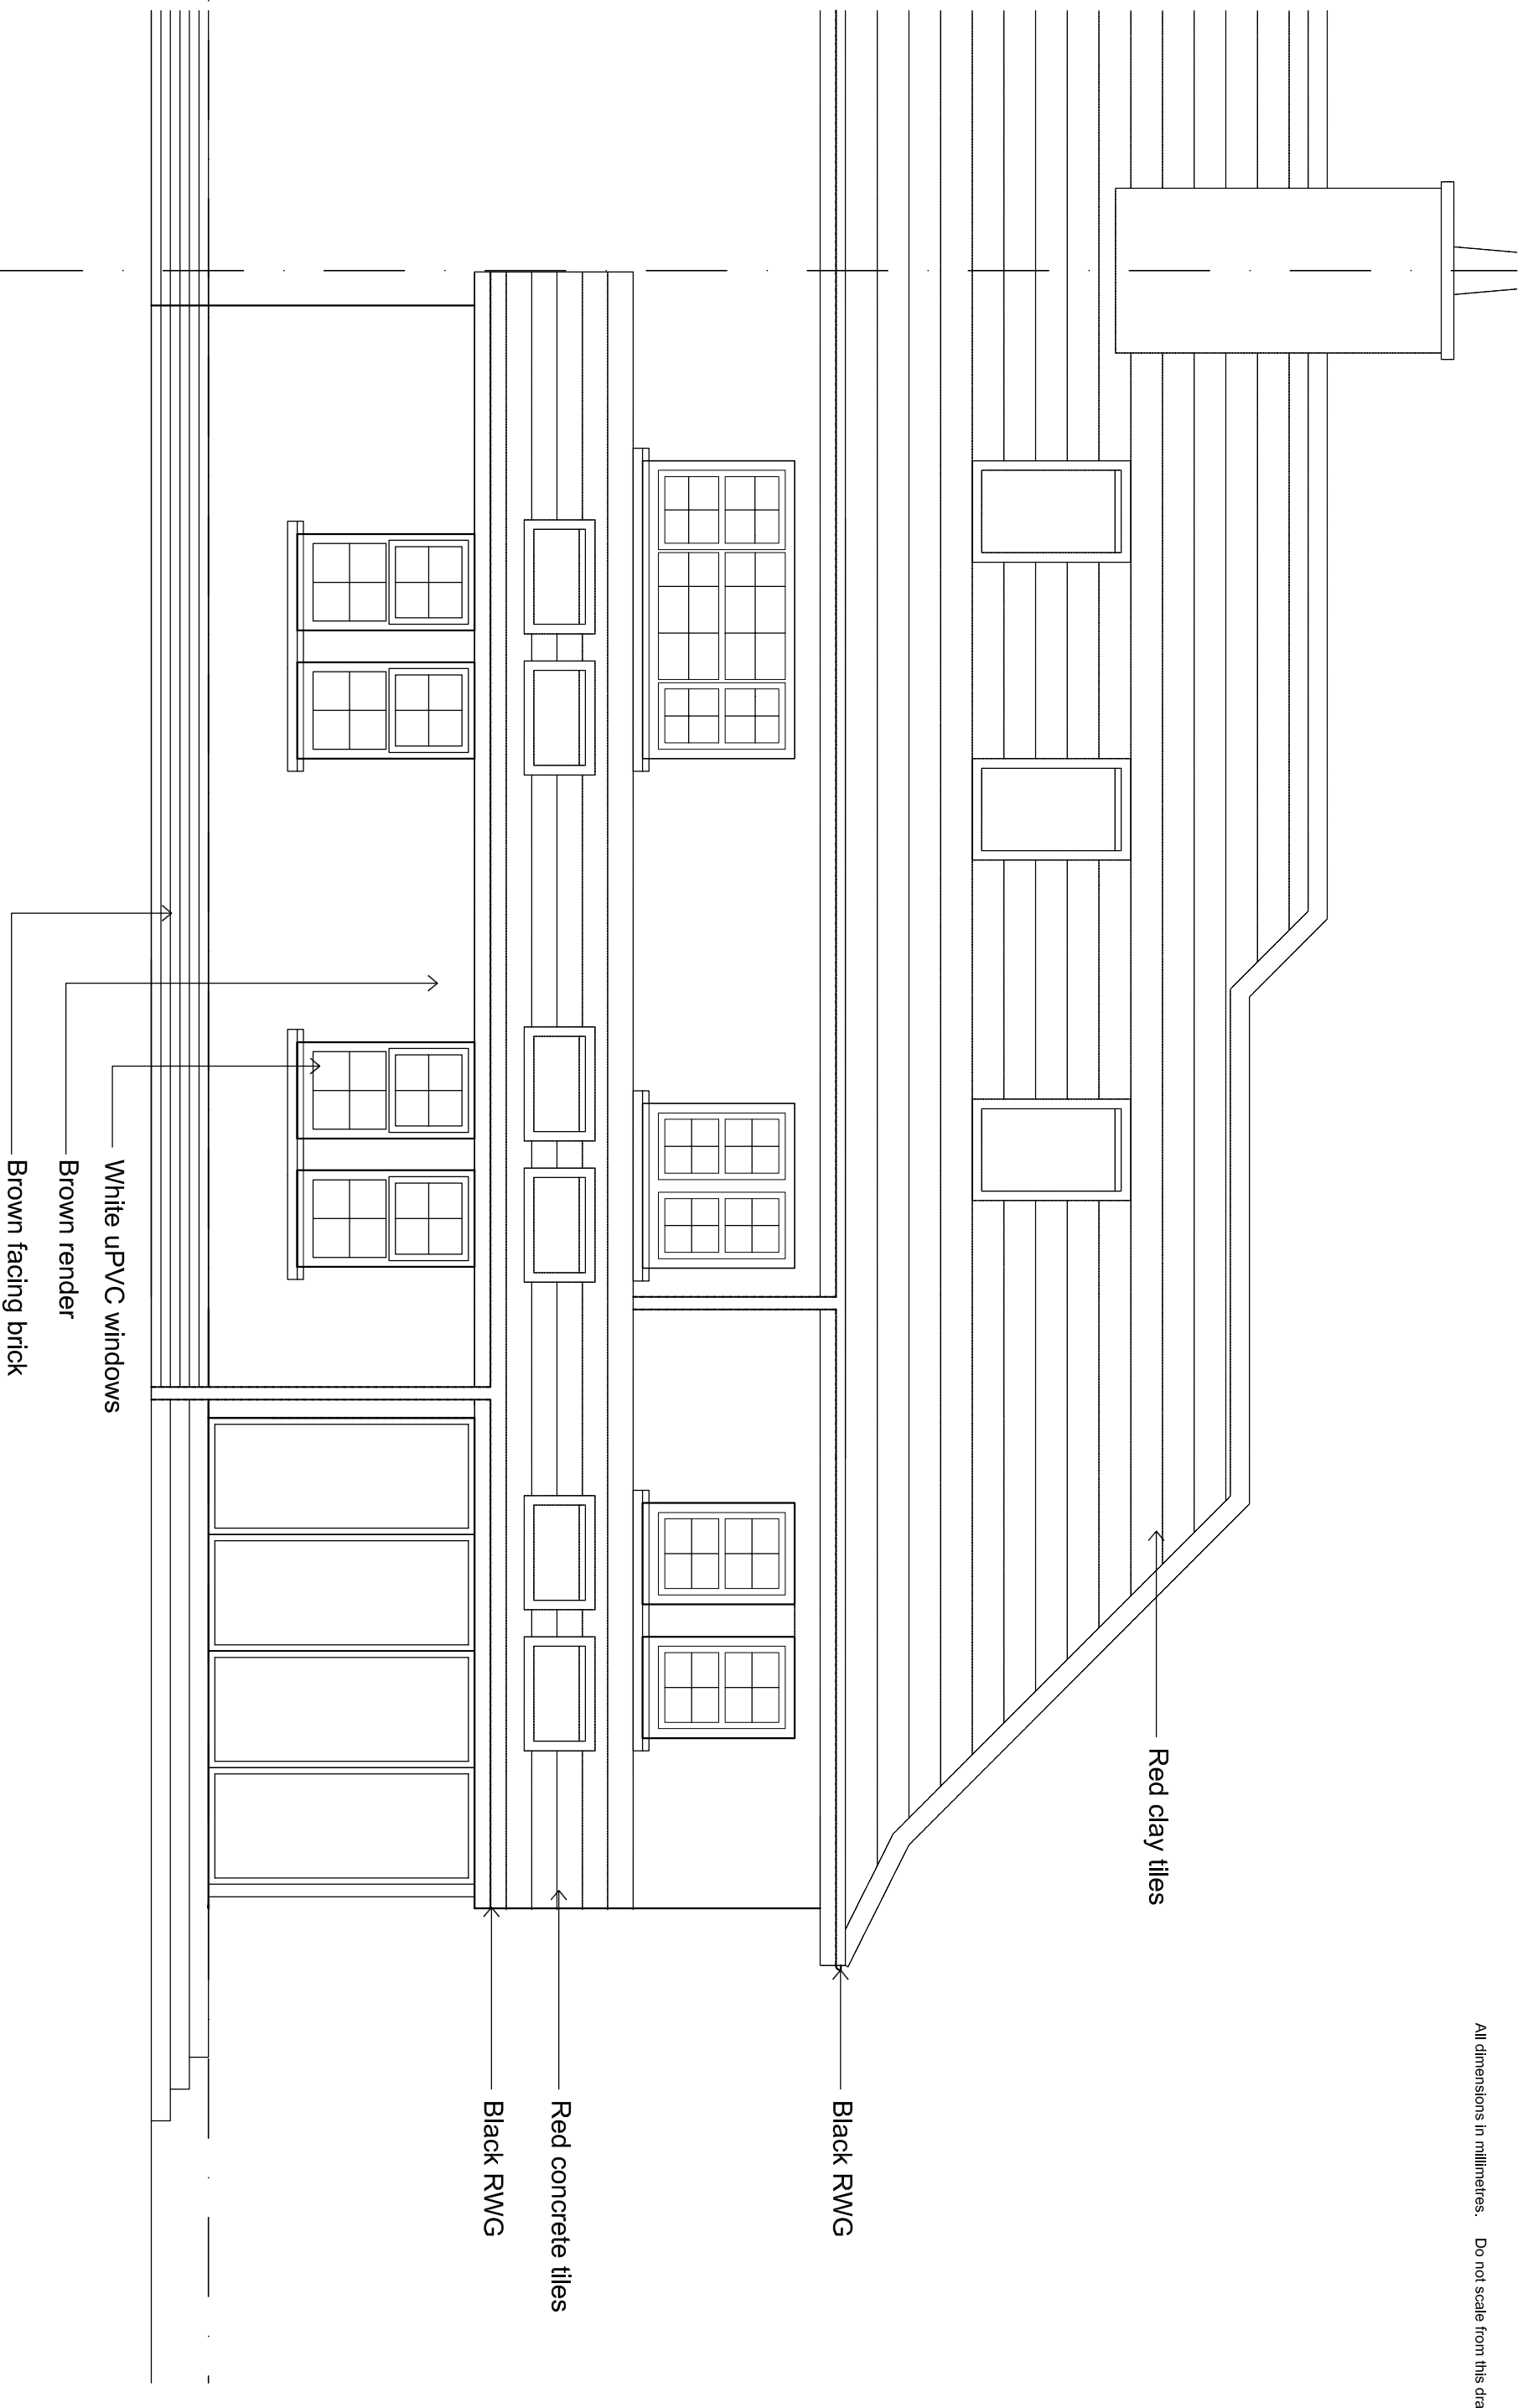 All dimensions in millimetres. Do not scale from this
Red clay tiles
Black RWG
Red concrete tiles
Black RWG
White uPVC windows
Brown render
Brown facing brick